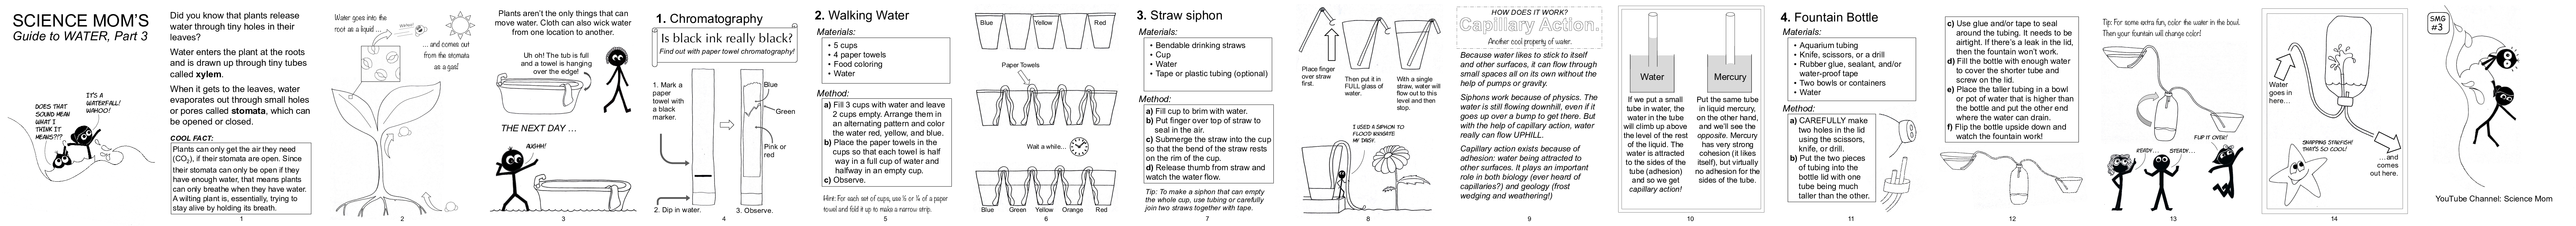 SCIENCE MOM'S
Guide to WATER, Part 3
DOES THAT
SOUND MEAN
WHAT I
THINK IT
MEANS?!?
IT'S A
WATERFALL!
WAHOO!
Did you know that plants release
water through tiny holes in their
leaves?
Water enters the plant at the roots
and is drawn up through tiny tubes
called xylem.
When it gets to the leaves, water
evaporates out through small holes
or pores called stomata, which can
be opened or closed.
COOL FACT:
Plants can only get the air they need
(CO2), if their stomata are open. Since
their stomata can only be open if they
have enough water, that means plants
can only breathe when they have water.
A wilting plant is, essentially, trying to
stay alive by holding its breath.
1
Water goes into the
root as a liquid ...
... and comes out
from the stomata
as a gas!
2
Plants aren't the only things that can
move water. Cloth can also wick water
from one location to another.
Uh oh! The tub is full
and a towel is hanging
over the edge!
THE NEXT DAY ...
AUGHH!
3
1. Chromatography
Is black ink really black?
Find out with paper towel chromatography!
1. Mark a
paper
towel with
a black
marker.
Blue
Green
Pink or
red
2. Dip in water.
3. Observe.
4
2. Walking Water
Materials:
• 5 cups
• 4 paper towels
• Food coloring
• Water
Method:
a) Fill 3 cups with water and leave
2 cups empty. Arrange them in
an alternating pattern and color
the water red, yellow, and blue.
b) Place the paper towels in the
cups so that each towel is half
way in a full cup of water and
halfway in an empty cup.
c) Observe.
Hint: For each set of cups, use ½ or ¼ of a paper
towel and fold it up to make a narrow strip.
5
Blue
Yellow
Red
Paper Towels
Wait a while...
Blue
Green
Yellow
Orange
Red
6
3. Straw siphon
Materials:
• Bendable drinking straws
• Cup
• Water
• Tape or plastic tubing (optional)
Method:
a) Fill cup to brim with water.
b) Put finger over top of straw to
seal in the air.
c) Submerge the straw into the cup
so that the bend of the straw rests
on the rim of the cup.
d) Release thumb from straw and
watch the water flow.
Tip: To make a siphon that can empty
the whole cup, use tubing or carefully
join two straws together with tape.
7
Place finger
over straw
first.
Then put it in
FULL glass of
water.
With a single
straw, water will
flow out to this
level and then
stop.
I USED A SIPHON TO
FLOOD IRRIGATE
MY DAISY.
8
HOW DOES IT WORK?
Capillary Action.
Another cool property of water.
Because water likes to stick to itself
and other surfaces, it can flow through
small spaces all on its own without the
help of pumps or gravity.
Siphons work because of physics. The
water is still flowing downhill, even if it
goes up over a bump to get there. But
with the help of capillary action, water
really can flow UPHILL.
Capillary action exists because of
adhesion: water being attracted to
other surfaces. It plays an important
role in both biology (ever heard of
capillaries?) and geology (frost
wedging and weathering!)
9
Water
Mercury
If we put a small
tube in water, the
water in the tube
will climb up above
the level of the rest
of the liquid. The
water is attracted
to the sides of the
tube (adhesion)
and so we get
capillary action!
Put the same tube
in liquid mercury,
on the other hand,
and we'll see the
opposite. Mercury
has very strong
cohesion (it likes
itself), but virtually
no adhesion for the
sides of the tube.
10
4. Fountain Bottle
Materials:
• Aquarium tubing
• Knife, scissors, or a drill
• Rubber glue, sealant, and/or
water-proof tape
• Two bowls or containers
• Water
Method:
a) CAREFULLY make
two holes in the lid
using the scissors,
knife, or drill.
b) Put the two pieces
of tubing into the
bottle lid with one
tube being much
taller than the other.
11
c) Use glue and/or tape to seal
around the tubing. It needs to be
airtight. If there's a leak in the lid,
then the fountain won't work.
d) Fill the bottle with enough water
to cover the shorter tube and
screw on the lid.
e) Place the taller tubing in a bowl
or pot of water that is higher than
the bottle and put the other end
where the water can drain.
f) Flip the bottle upside down and
watch the fountain work!
12
Tip: For some extra fun, color the water in the bowl.
Then your fountain will change color!
READY...
STEADY...
FLIP IT OVER!
13
Water
goes in
here...
SNAPPING STARFISH!
THAT'S SO COOL!
...and
comes
out here.
14
SMG
#3
YouTube Channel: Science Mom